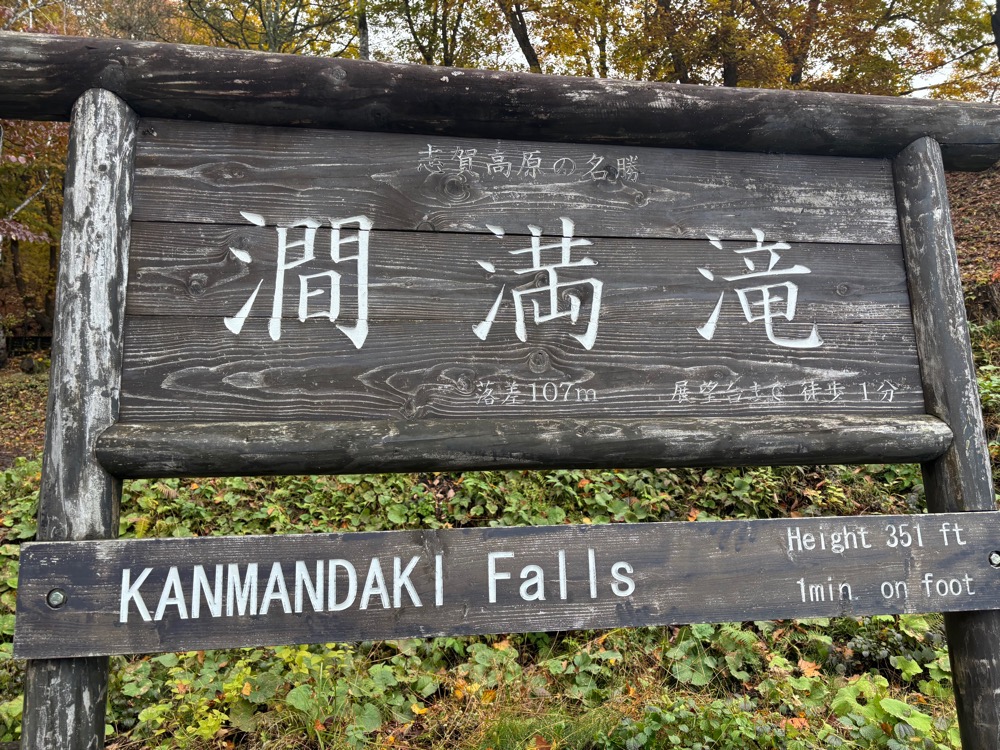 志賀高原の名勝
澗満滝
落差107m 展望台まで 徒歩 1分
KANMANDAKI Falls
Height 351 ft
1min. on foot